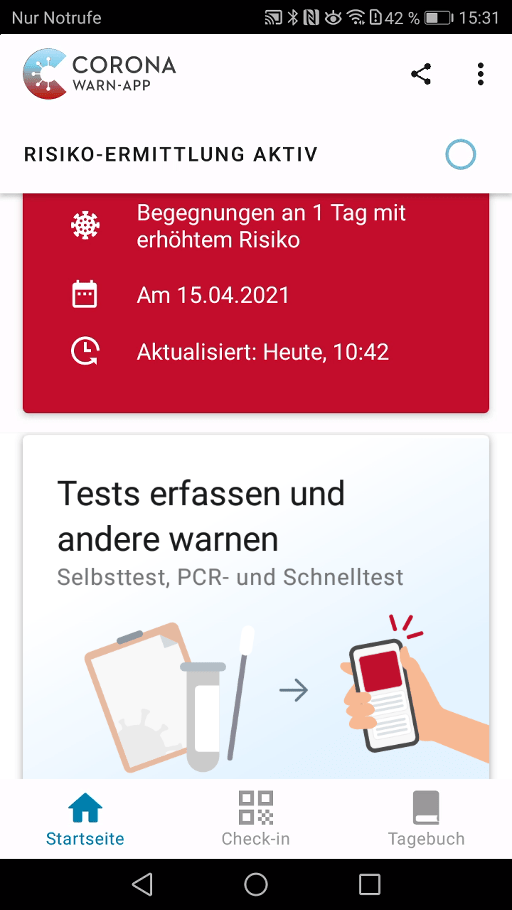 Nur Notrufe
42 %
15:31
CORONA
WARN-APP
RISIKO-ERMITTLUNG AKTIV
Begegnungen an 1 Tag mit
erhöhtem Risiko
Am 15.04.2021
Aktualisiert: Heute, 10:42
Tests erfassen und
andere warnen
Selbsttest, PCR- und Schnelltest
Startseite
Check-in
Tagebuch